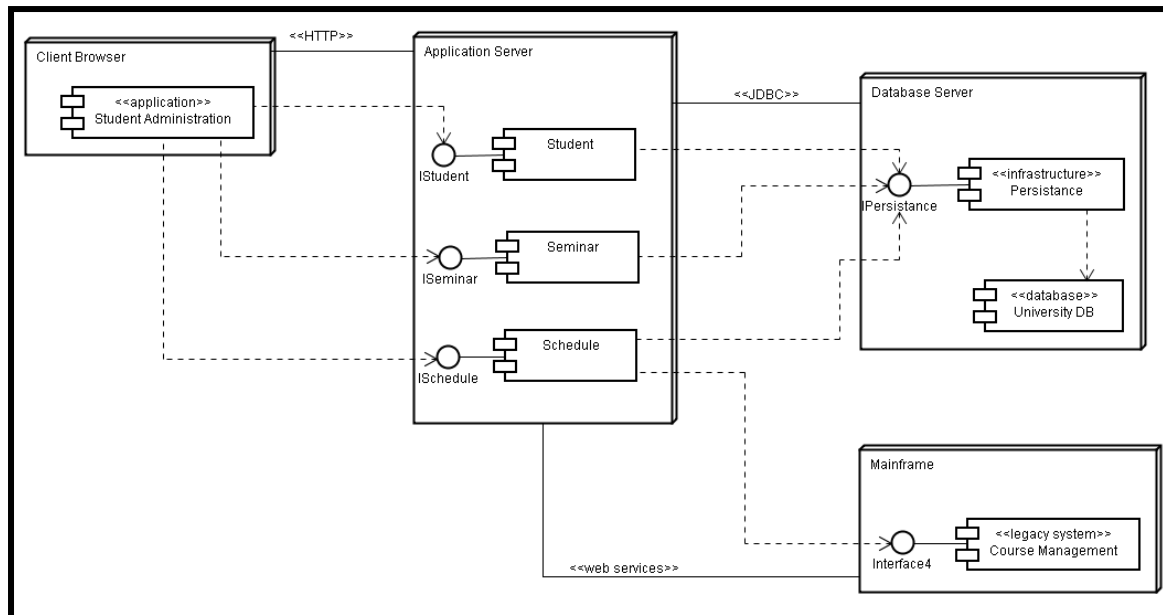 <<HTTP>>
Client Browser
<<application>>
Student Administration
Application Server
Student
IStudent
Seminar
ISeminar
Schedule
ISchedule
<<JDBC>>
Database Server
<<infrastructure>>
Persistance
IPersistance
<<database>>
University DB
Mainframe
<<legacy system>>
Course Management
Interface4
<<web services>>